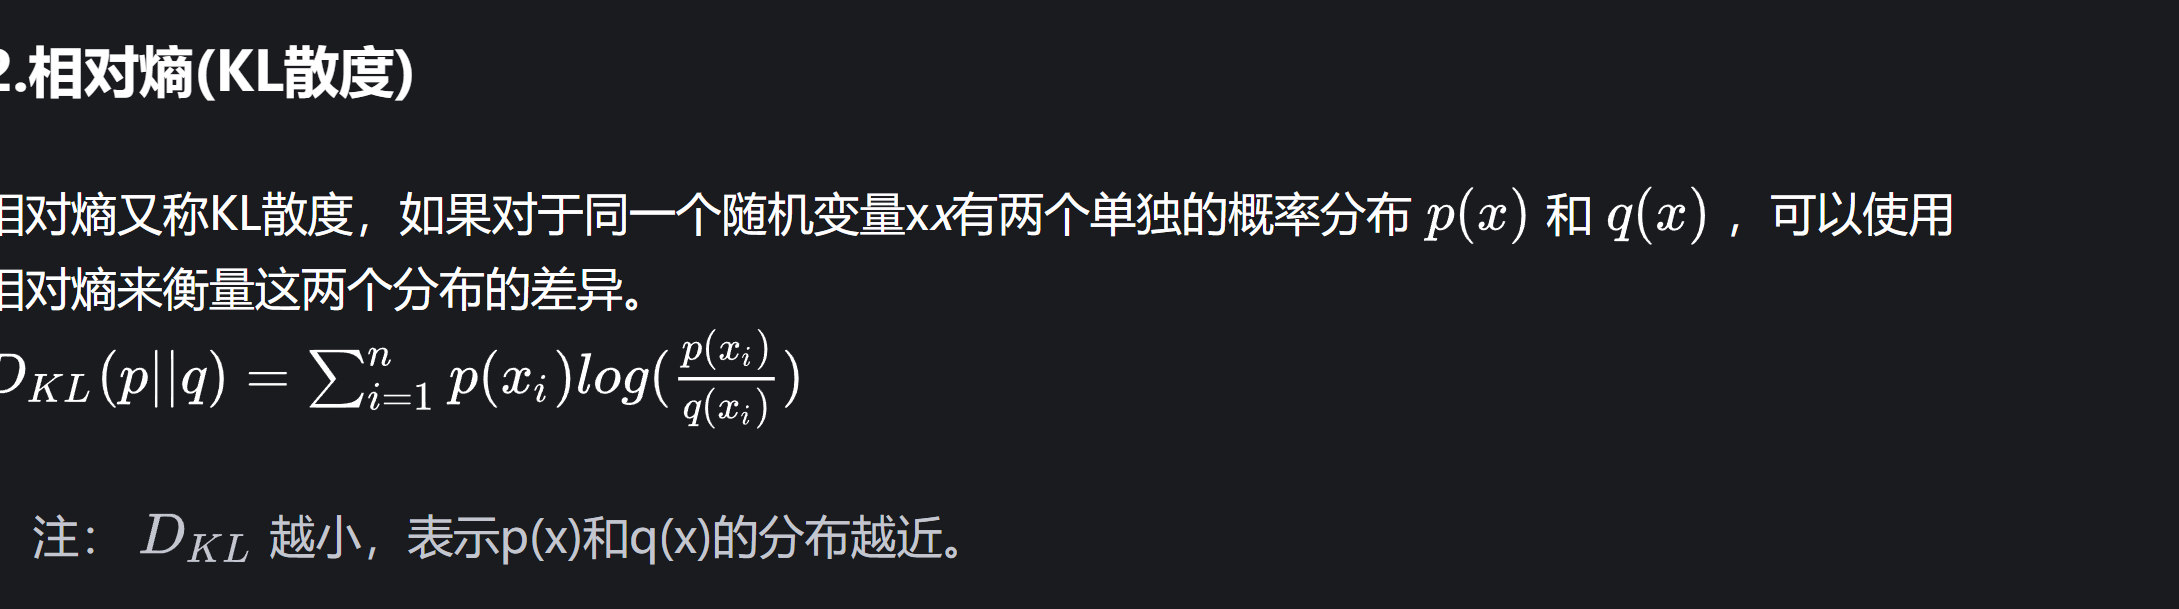 2.相对熵(KL散度)
相对熵又称KL散度，如果对于同一个随机变量xx有两个单独的概率分布 p(x) 和 q(x) ，可以使用
相对熵来衡量这两个分布的差异。
D_{KL}(p||q) = \sum_{i=1}^{n} p(x_i)log(\frac{p(x_i)}{q(x_i)})
注： D_{KL} 越小，表示p(x)和q(x)的分布越近。